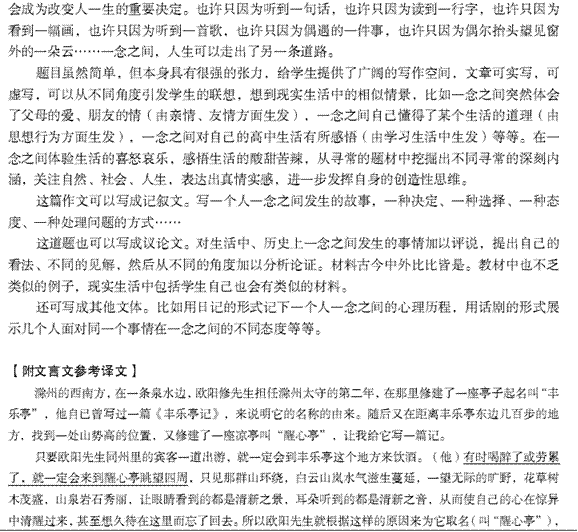 会成为改变人一生的重要决定。也许只因为听到一句话，也许只因为读到一行字，也许只因为
看到一幅画，也许只因为听到一首歌，也许只因为偶遇的一件事，也许只因为偶尔抬头望见窗
外的一朵云……一念之间，人生可以走出了另一条道路。
题目虽然简单，但本身具有很强的张力，给学生提供了广阔的写作空间，文章可实写，可
虚写，可以从不同角度引发学生的联想，想到现实生活中的相似情景，比如一念之间突然体会
了父母的爱、朋友的情（由亲情、友情方面生发），一念之间自己懂得了某个生活的道理（由
思想行为方面生发），一念之间对自己的高中生活有所感悟（由学习生活中生发）等等。在一
念之间体验生活的喜怒哀乐，感悟生活的酸甜苦辣，从寻常的题材中挖掘出不同寻常的深刻内
涵，关注自然、社会、人生，表达出真情实感，进一步发挥自身的创造性思维。
这篇作文可以写成记叙文。写一个人一念之间发生的故事，一种决定、一种选择、一种态
度、一种处理问题的方式……
这道题也可以写成议论文。对生活中、历史上一念之间发生的事情加以评说，提出自己的
看法、不同的见解，然后从不同的角度加以分析论证。材料古今中外比比皆是。教材中也不乏
类似的例子，现实生活中包括学生自己也会有类似的材料。
还可写成其他文体。比如用日记的形式记下一个人一念之间的心理历程，用话剧的形式展
示几个人面对同一个事情在一念之间的不同态度等等。
【附文言文参考译文】
滁州的西南方，在一条泉水边，欧阳修先生担任滁州太守的第二年，在那里修建了一座亭子起名叫“丰
乐亭”，他自已曾写过一篇《丰乐亭记》，来说明它的名称的由来。随后又在距离丰乐亭东边几百步的地
方，找到一处山势高的位置，又修建了一座凉亭叫“醒心亭”，让我给它写一篇记。
只要欧阳先生同州里的宾客一道出游，就一定会到丰乐亭这个地方来饮酒。（他）有时喝醉了或劳累
了，就一定会来到醒心亭眺望四周，只见那群山环绕，白云山岚水气滋生蔓延，一望无际的旷野，花草树
木茂盛，山泉岩石秀丽，让眼睛看到的都是清新之景，耳朵听到的都是清新之音，从而使自己的心在惊异
中清醒过来，甚至想久待在这里而忘了回去。所以欧阳先生就根据这样的原因来为它取名（叫“醒心亭”），